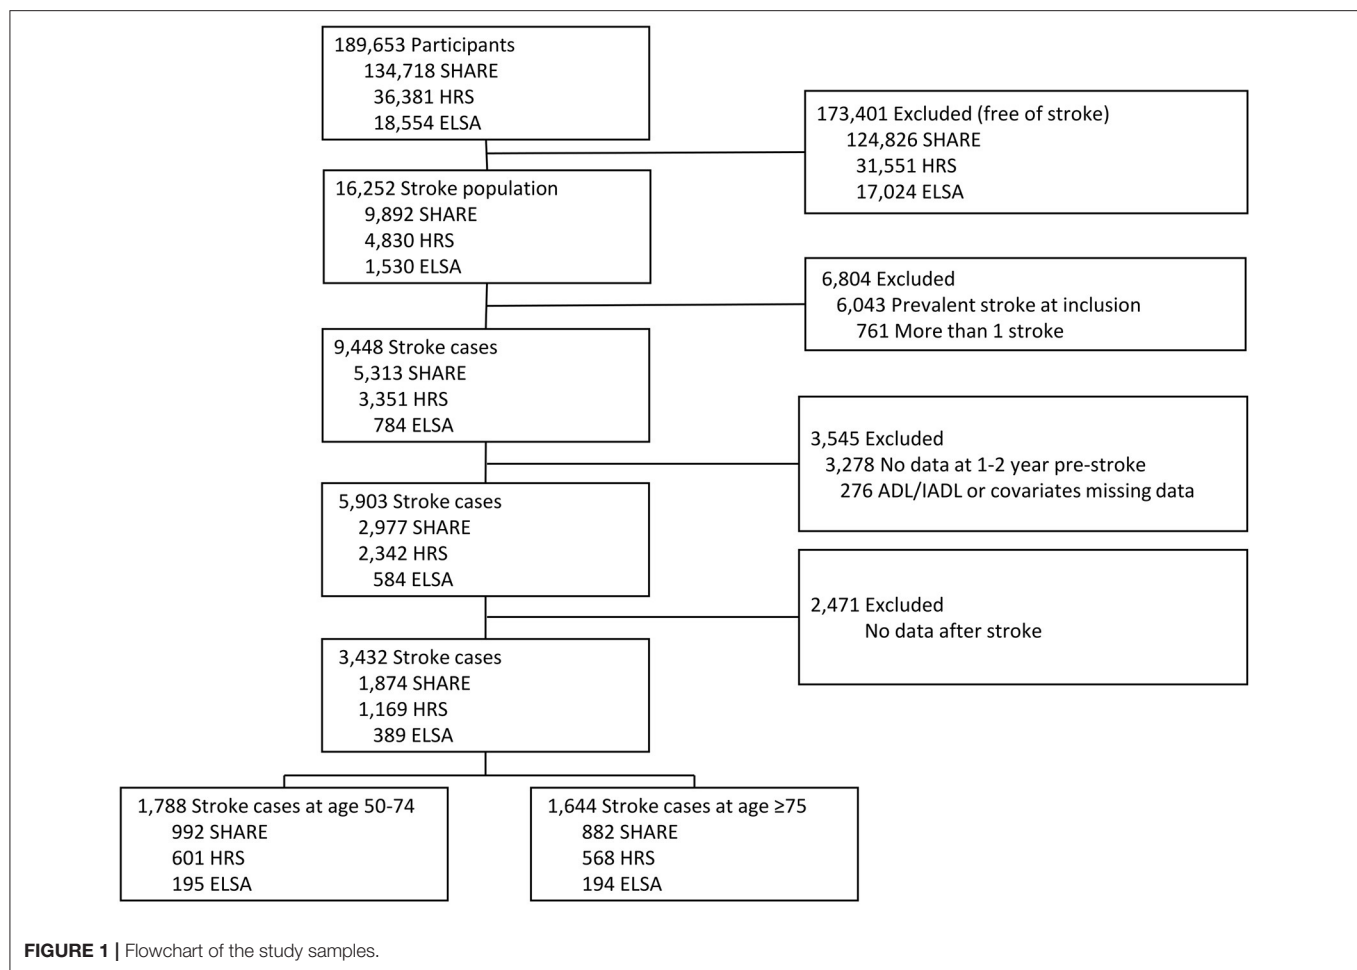 189,653 Participants
134,718 SHARE
36,381 HRS
18,554 ELSA
173,401 Excluded (free of stroke)
124,826 SHARE
31,551 HRS
17,024 ELSA
16,252 Stroke population
9,892 SHARE
4,830 HRS
1,530 ELSA
6,804 Excluded
6,043 Prevalent stroke at inclusion
761 More than 1 stroke
9,448 Stroke cases
5,313 SHARE
3,351 HRS
784 ELSA
3,545 Excluded
3,278 No data at 1-2 year pre-stroke
276 ADL/IADL or covariates missing data
5,903 Stroke cases
2,977 SHARE
2,342 HRS
584 ELSA
2,471 Excluded
No data after stroke
3,432 Stroke cases
1,874 SHARE
1,169 HRS
389 ELSA
1,788 Stroke cases at age 50-74
992 SHARE
601 HRS
195 ELSA
1,644 Stroke cases at age ≥75
882 SHARE
568 HRS
194 ELSA
FIGURE 1 | Flowchart of the study samples.